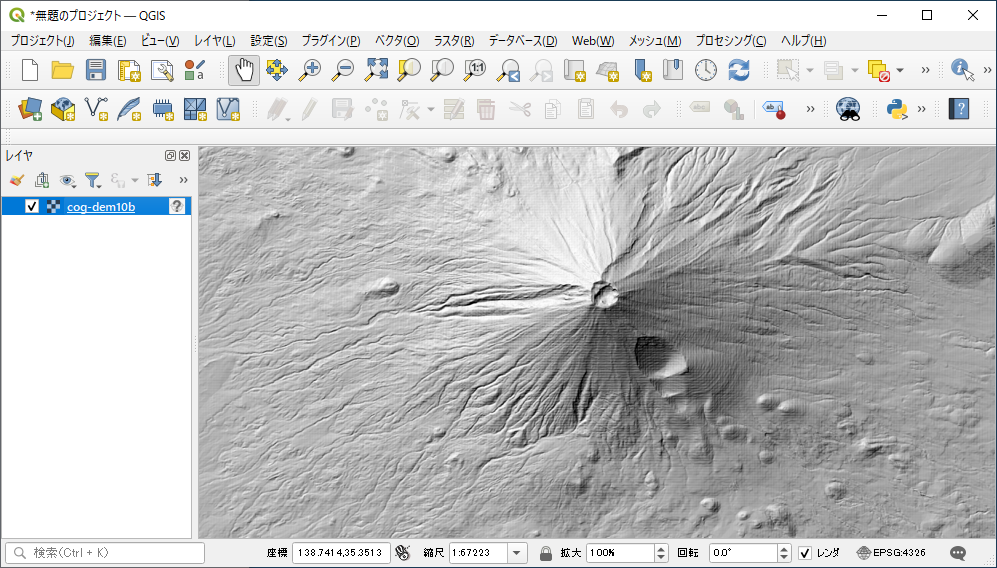 *無題のプロジェクト — QGIS
プロジェクト(J) 編集(E) ビュー(V) レイヤ(L) 設定(S) プラグイン(P) ベクタ(O) ラスタ(R) データベース(D) Web(W) メッシュ(M) プロセシング(C) ヘルプ(H)
レイヤ
cog-dem10b
検索(Ctrl + K) 座標 138.7414,35.3513 縮尺 1:67223 拡大 100% 回転 0.0° レンダ EPSG:4326